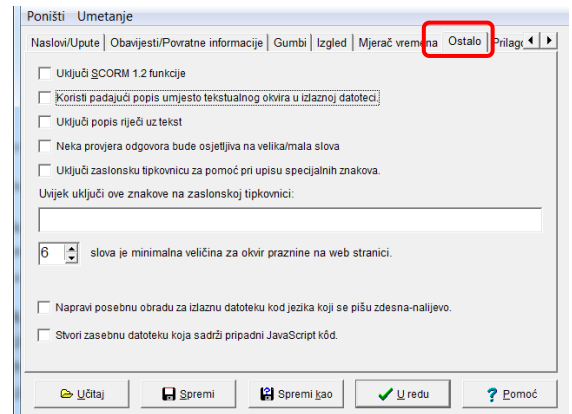 Poništi Umetanje
Naslovi/Upute Obavijesti/Povratne informacije Gumbi Izgled Mjerač vremena Ostalo Prilago
Uključi SCORM 1.2 funkcije
Koristi padajući popis umjesto tekstualnog okvira u izlaznoj datoteci.
Uključi popis riječi uz tekst
Neka provjera odgovora bude osjetljiva na velika/mala slova
Uključi zaslonsku tipkovnicu za pomoć pri upisu specijalnih znakova.
Uvijek uključi ove znakove na zaslonskoj tipkovnici:
6 slova je minimalna veličina za okvir praznine na web stranici.
Napravi posebnu obradu za izlaznu datoteku kod jezika koji se pišu zdesna-nalijevo.
Stvori zasebnu datoteku koja sadrži pripadni JavaScript kôd.
Učitaj Spremi Spremi kao U redu Pomoć